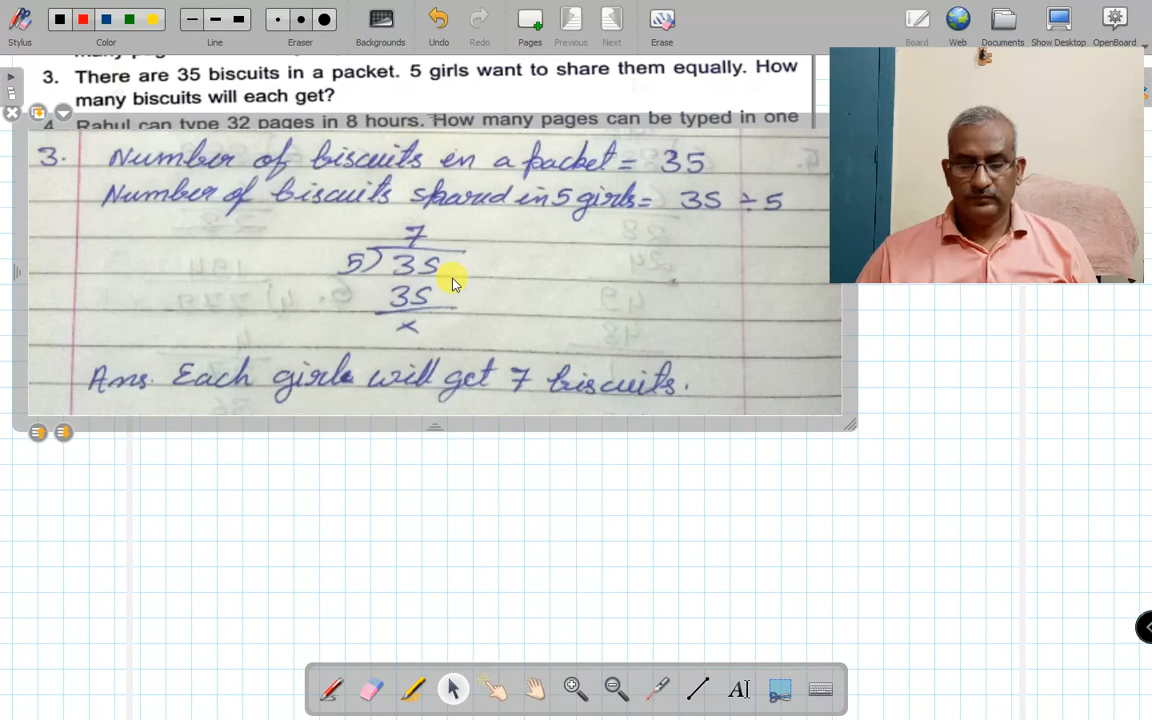 Stylus
Color
Line
Eraser
Backgrounds
Undo
Redo
Pages
Previous
Next
Erase
Board
Web
Documents
Show Desktop
OpenBoard
3. There are 35 biscuits in a packet. 5 girls want to share them equally. How
many biscuits will each get?
4. Rahul can type 32 pages in 8 hours. How many pages can be typed in one
3. Number of biscuits in a packet = 35
Number of biscuits shared in 5 girls = 35 ÷ 5
7
5) 35
35
x
Ans. Each girl will get 7 biscuits.